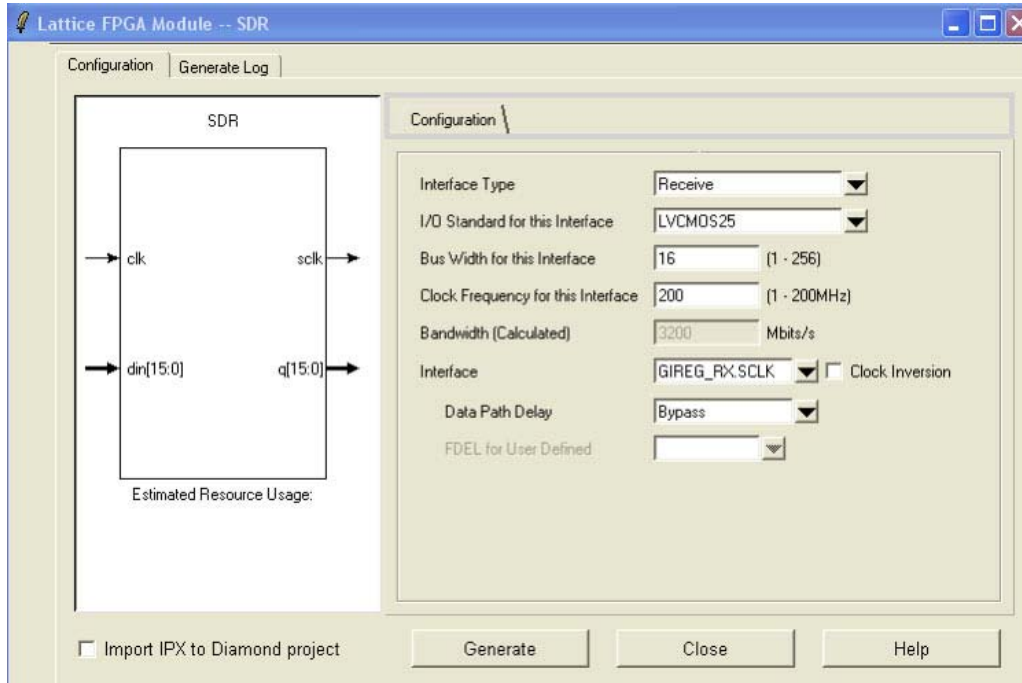 Lattice FPGA Module -- SDR
Configuration
Generate Log
SDR
clk
sclk
din[15:0]
q[15:0]
Estimated Resource Usage:
Configuration
Interface Type
Receive
I/O Standard for this Interface
LVCMOS25
Bus Width for this Interface
16
(1 - 256)
Clock Frequency for this Interface
200
(1 - 200MHz)
Bandwidth (Calculated)
3200
Mbits/s
Interface
GIREG_RX.SCLK
Clock Inversion
Data Path Delay
Bypass
FDEL for User Defined
Import IPX to Diamond project
Generate
Close
Help